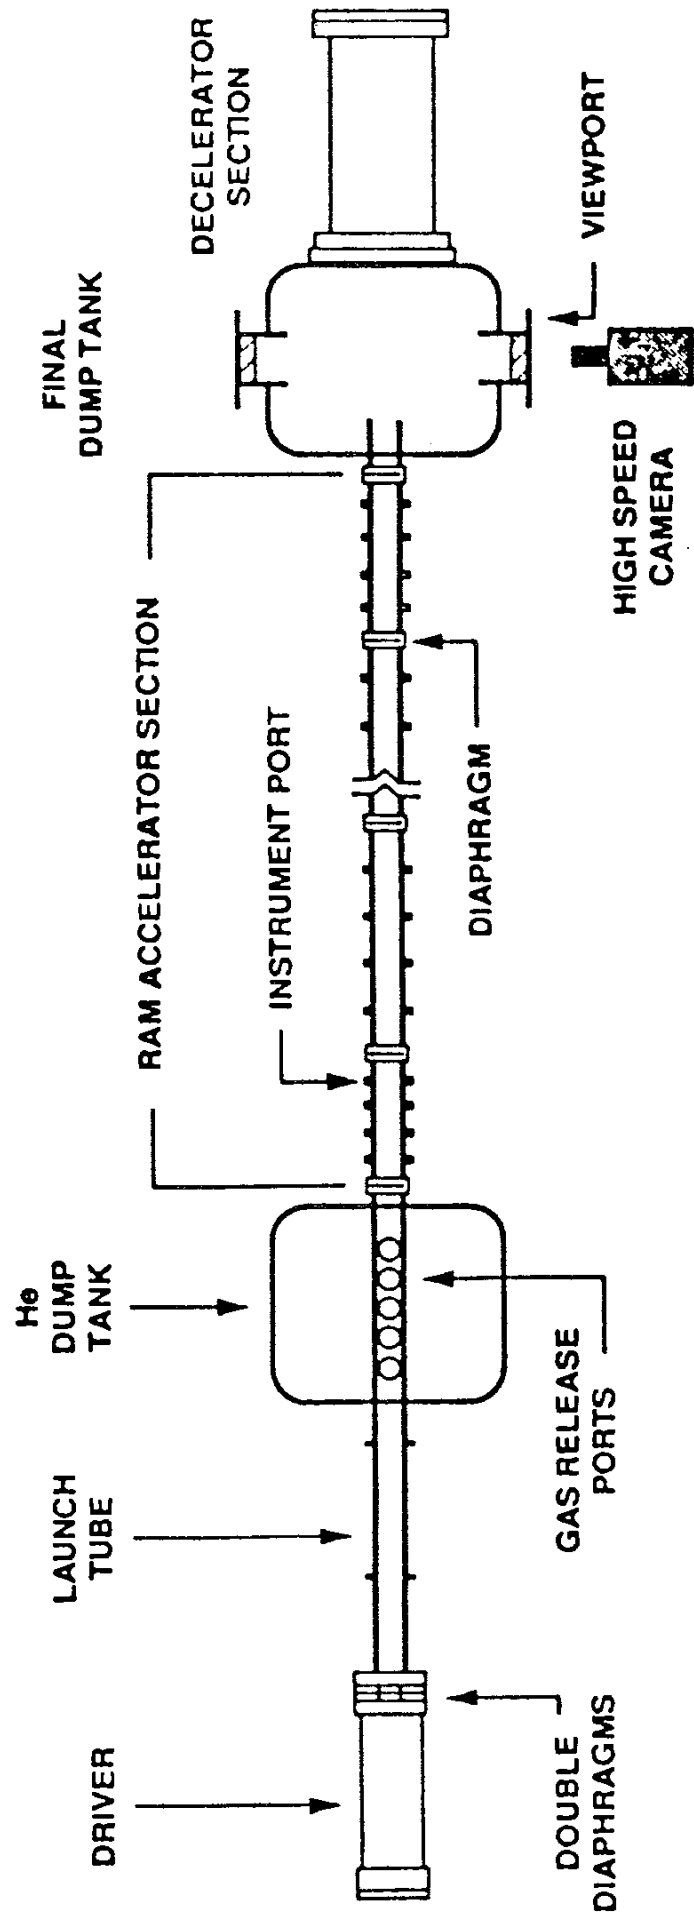 DRIVER
LAUNCH
TUBE
He
DUMP
TANK
RAM ACCELERATOR SECTION
FINAL
DUMP TANK
DECELERATOR
SECTION
INSTRUMENT PORT
DOUBLE
DIAPHRAGMS
GAS RELEASE
PORTS
DIAPHRAGM
HIGH SPEED
CAMERA
VIEWPORT